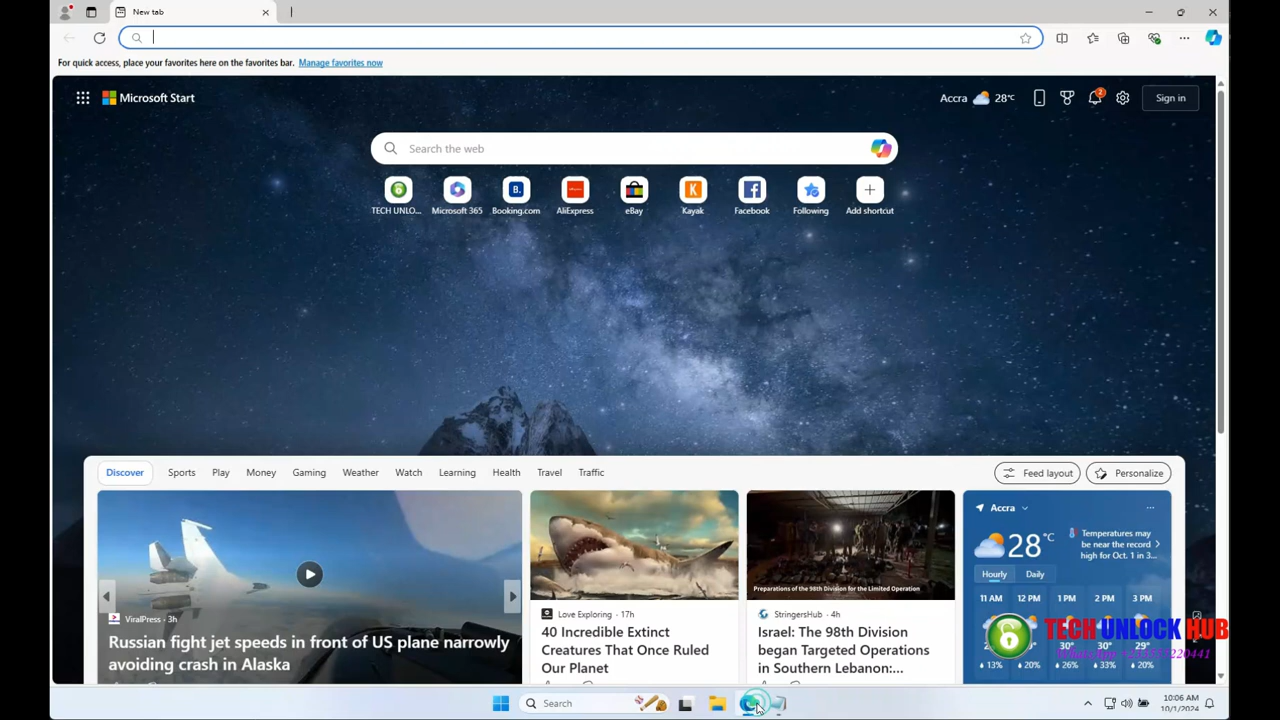 New tab
For quick access, place your favorites here on the favorites bar. Manage favorites now
Microsoft Start
Accra 28°C
2
Sign in
Search the web
TECH UNLO...
Microsoft 365
Booking.com
AliExpress
eBay
Kayak
Facebook
Following
Add shortcut
Discover
Sports
Play
Money
Gaming
Weather
Watch
Learning
Health
Travel
Traffic
Feed layout
Personalize
ViralPress · 3h
Russian fight jet speeds in front of US plane narrowly
avoiding crash in Alaska
Love Exploring · 17h
40 Incredible Extinct
Creatures That Once Ruled
Our Planet
Preparations of the 98th Division for the Limited Operation
StringersHub · 4h
Israel: The 98th Division
began Targeted Operations
in Southern Lebanon:...
Accra
28°C
Temperatures may
be near the record
high for Oct. 1 in 3...
Hourly
Daily
11 AM 12 PM 1 PM 2 PM 3 PM
TECH UNLOCK HUB
13% 20% 26% 33% 20%
Search
10:06 AM
10/1/2024